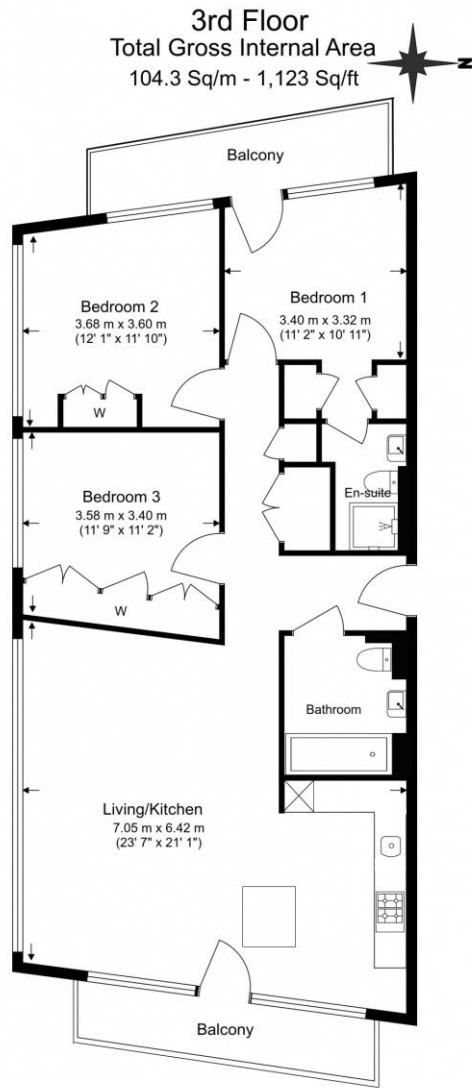 3rd Floor
Total Gross Internal Area
104.3 Sq/m - 1,123 Sq/ft
N
Balcony
Bedroom 2
3.68 m x 3.60 m
(12' 1" x 11' 10")
Bedroom 1
3.40 m x 3.32 m
(11' 2" x 10' 11")
W
En-suite
Bedroom 3
3.58 m x 3.40 m
(11' 9" x 11' 2")
W
Bathroom
Living/Kitchen
7.05 m x 6.42 m
(23' 7" x 21' 1")
Balcony